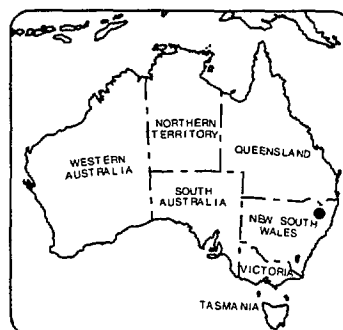 NORTHERN
TERRITORY
QUEENSLAND
WESTERN
AUSTRALIA
SOUTH
AUSTRALIA
NEW SOUTH
WALES
VICTORIA
TASMANIA